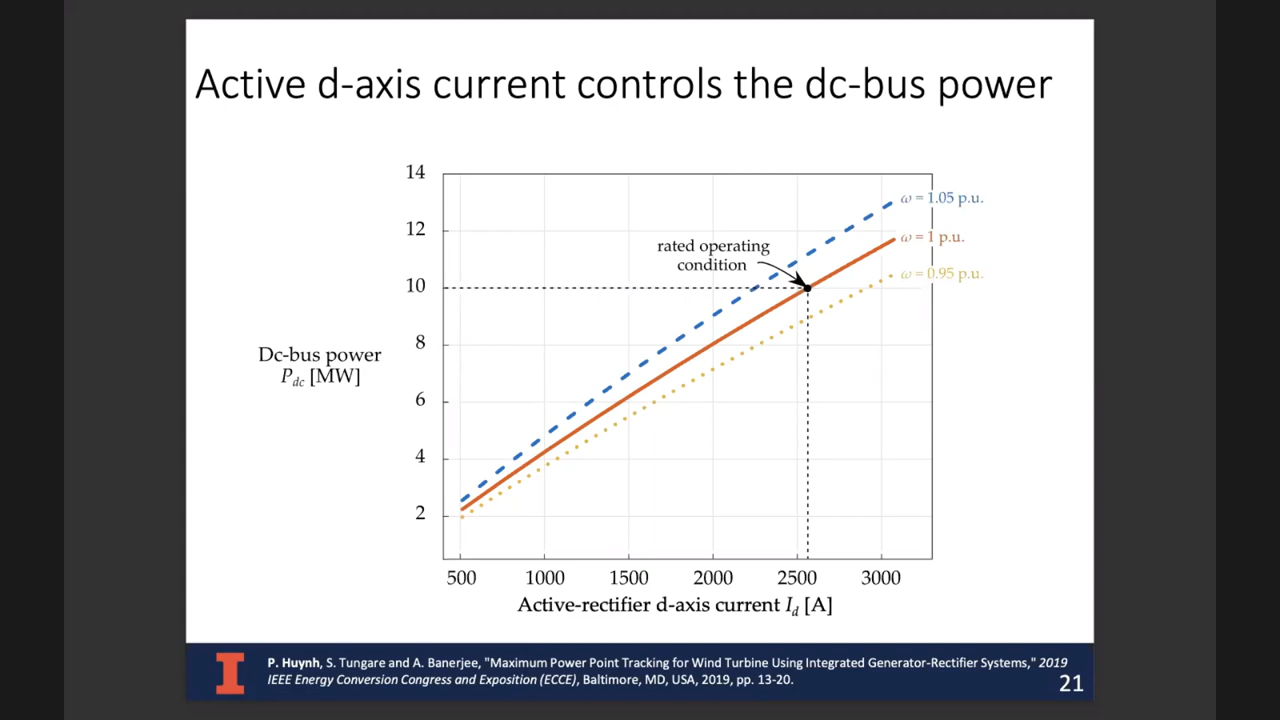 Active d-axis current controls the dc-bus power
14
12
10
8
6
4
2
Dc-bus power
P_dc [MW]
rated operating
condition
ω = 1.05 p.u.
ω = 1 p.u.
ω = 0.95 p.u.
500 1000 1500 2000 2500 3000
Active-rectifier d-axis current I_d [A]
P. Huynh, S. Tungare and A. Banerjee, "Maximum Power Point Tracking for Wind Turbine Using Integrated Generator-Rectifier Systems," 2019
IEEE Energy Conversion Congress and Exposition (ECCE), Baltimore, MD, USA, 2019, pp. 13-20.
21